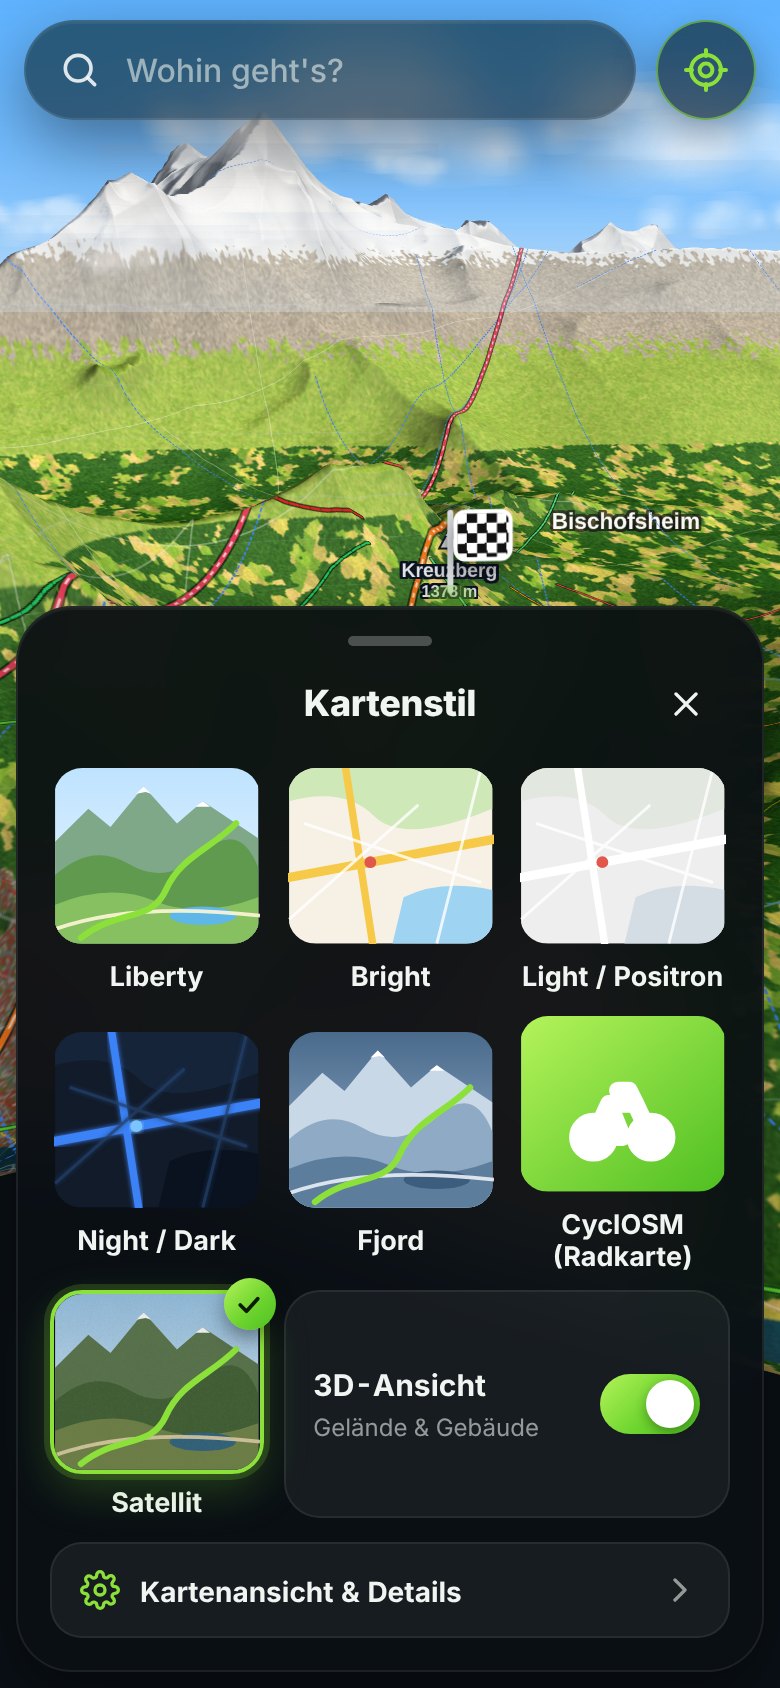 Wohin geht's?
Bischofsheim
Kreuzberg
1373 m
Kartenstil
Liberty
Bright
Light / Positron
Night / Dark
Fjord
CyclOSM
(Radkarte)
Satellit
3D-Ansicht
Gelände & Gebäude
Kartenansicht & Details